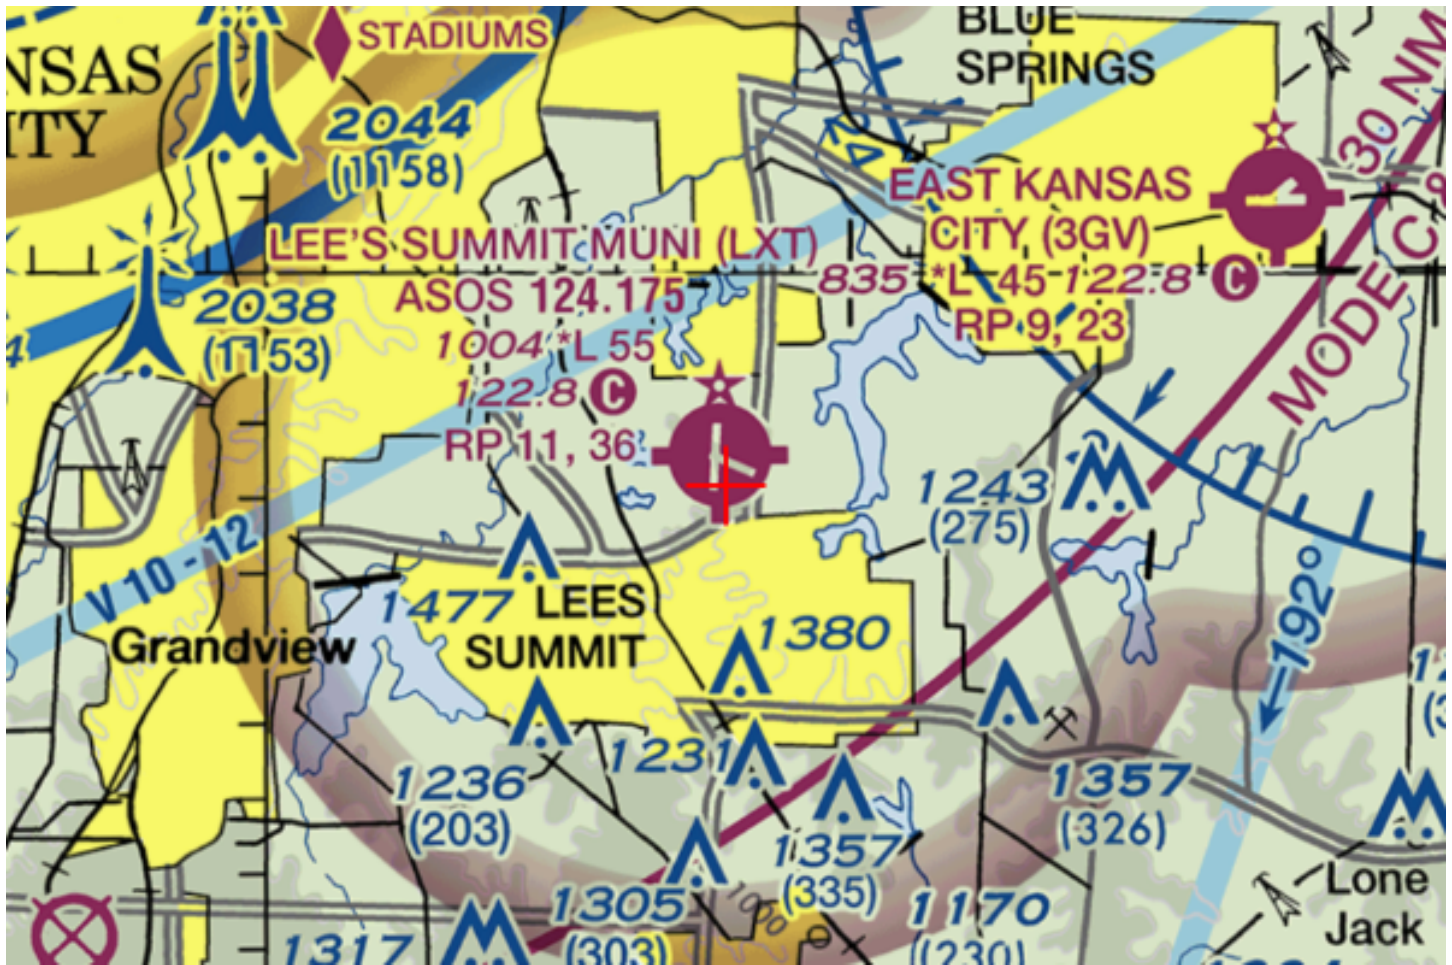 BLUE
SPRINGS
STADIUMS
NSAS
ITY
2044
(1158)
24
30 NM
MODE C
EAST KANSAS
CITY (3GV)
835 *L 45 122.8 C
RP 9, 23
LEE'S SUMMIT MUNI (LXT)
ASOS 124.175
1004 *L 55
122.8 C
RP 11, 36
2038
(1153)
4
1243
(275)
V 10 - 12
192°
1477
LEES
SUMMIT
Grandview
1380
1231
1236
(203)
1357
(326)
1357
(335)
1305
(303)
1000
1170
(230)
1317
Lone
Jack